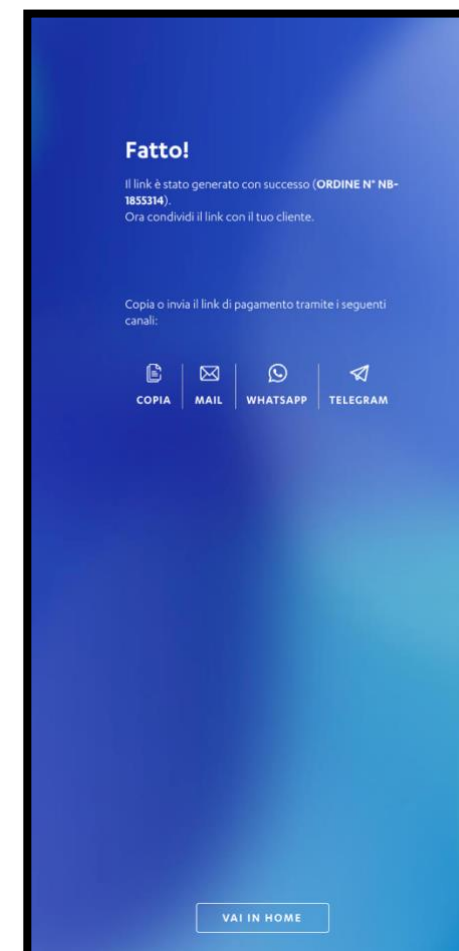 Fatto!
Il link è stato generato con successo (ORDINE N° NB-
1855314).
Ora condividi il link con il tuo cliente.
Copia o invia il link di pagamento tramite i seguenti
canali:
COPIA MAIL WHATSAPP TELEGRAM
VAI IN HOME